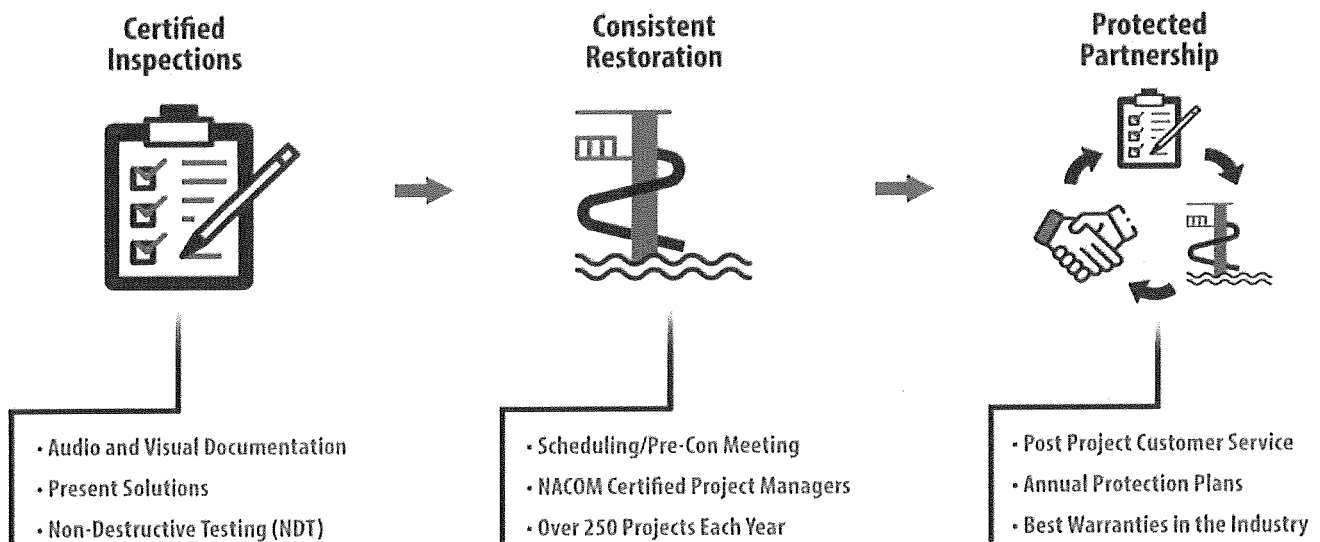 Certified
Inspections
Consistent
Restoration
Protected
Partnership
• Audio and Visual Documentation
• Present Solutions
• Non-Destructive Testing (NDT)
• Scheduling/Pre-Con Meeting
• NACOM Certified Project Managers
• Over 250 Projects Each Year
• Post Project Customer Service
• Annual Protection Plans
• Best Warranties in the Industry